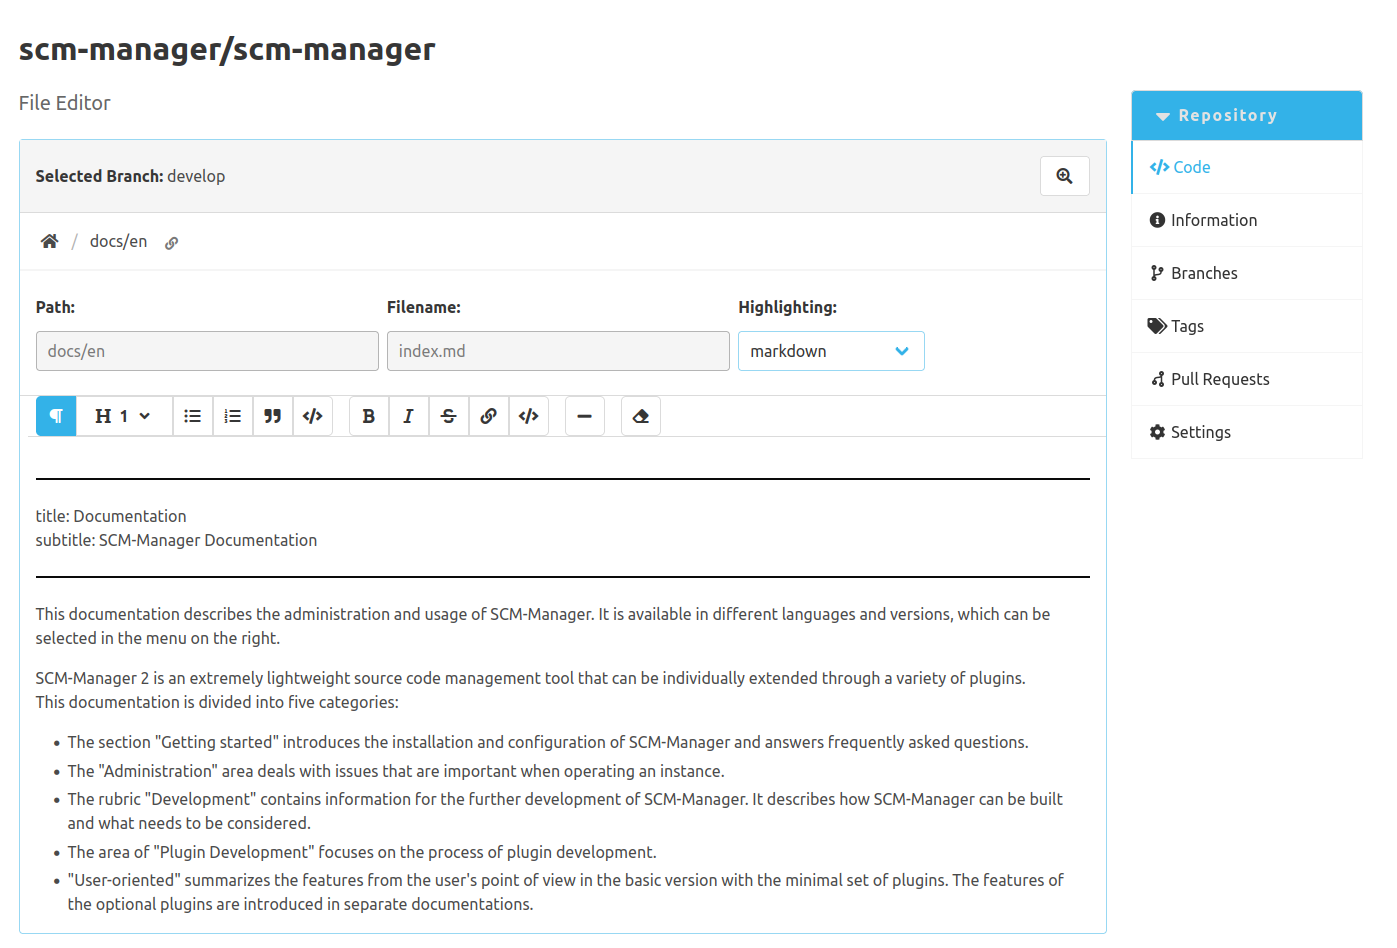 scm-manager/scm-manager
File Editor
Selected Branch: develop
/ docs/en
Path: Filename: Highlighting:
docs/en index.md markdown
H 1 B I S
title: Documentation
subtitle: SCM-Manager Documentation
This documentation describes the administration and usage of SCM-Manager. It is available in different languages and versions, which can be
selected in the menu on the right.
SCM-Manager 2 is an extremely lightweight source code management tool that can be individually extended through a variety of plugins.
This documentation is divided into five categories:
• The section "Getting started" introduces the installation and configuration of SCM-Manager and answers frequently asked questions.
• The "Administration" area deals with issues that are important when operating an instance.
• The rubric "Development" contains information for the further development of SCM-Manager. It describes how SCM-Manager can be built
and what needs to be considered.
• The area of "Plugin Development" focuses on the process of plugin development.
• "User-oriented" summarizes the features from the user's point of view in the basic version with the minimal set of plugins. The features of
the optional plugins are introduced in separate documentations.
Repository
Code
Information
Branches
Tags
Pull Requests
Settings